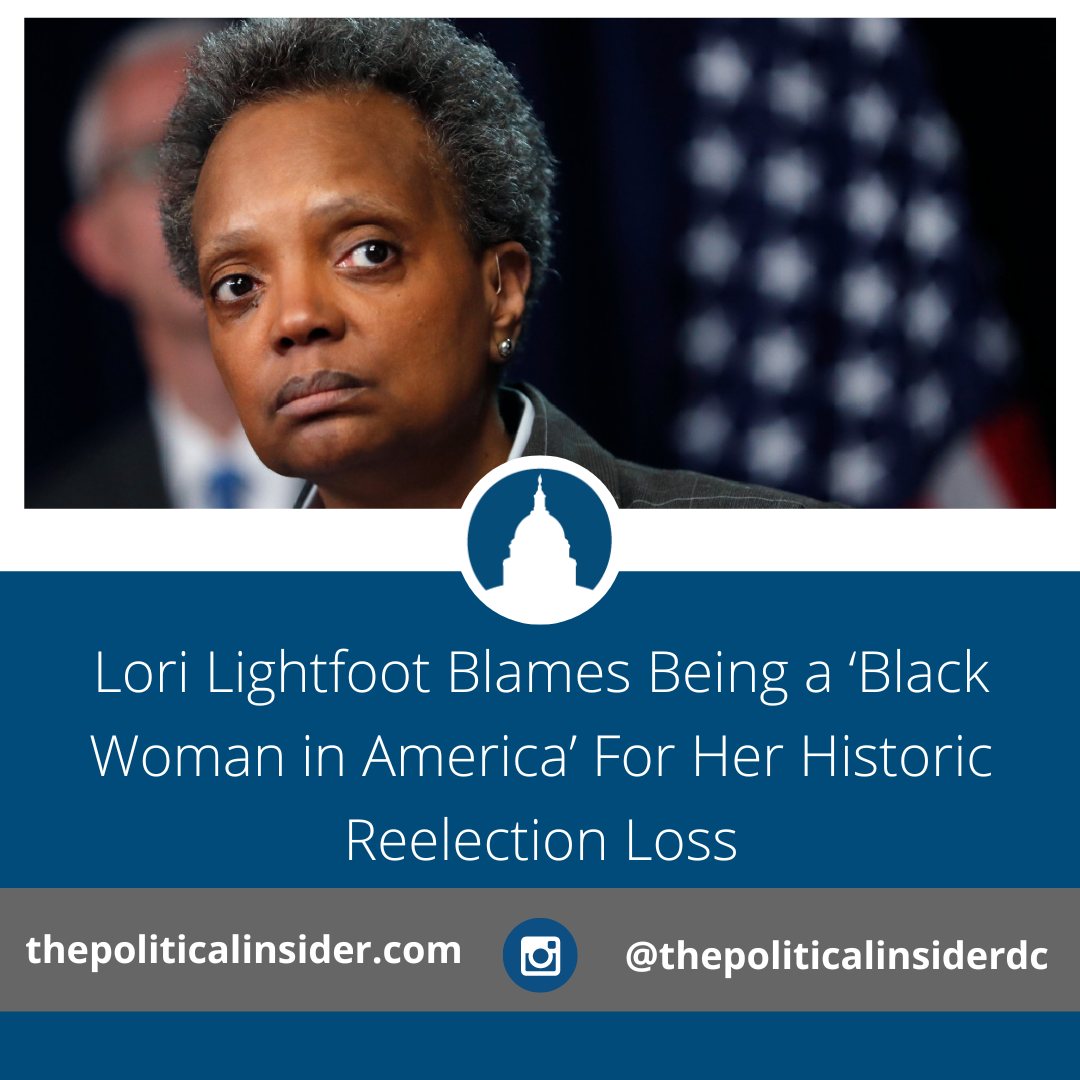 Lori Lightfoot Blames Being a ‘Black
Woman in America’ For Her Historic
Reelection Loss
thepoliticalinsider.com
@thepoliticalinsiderdc